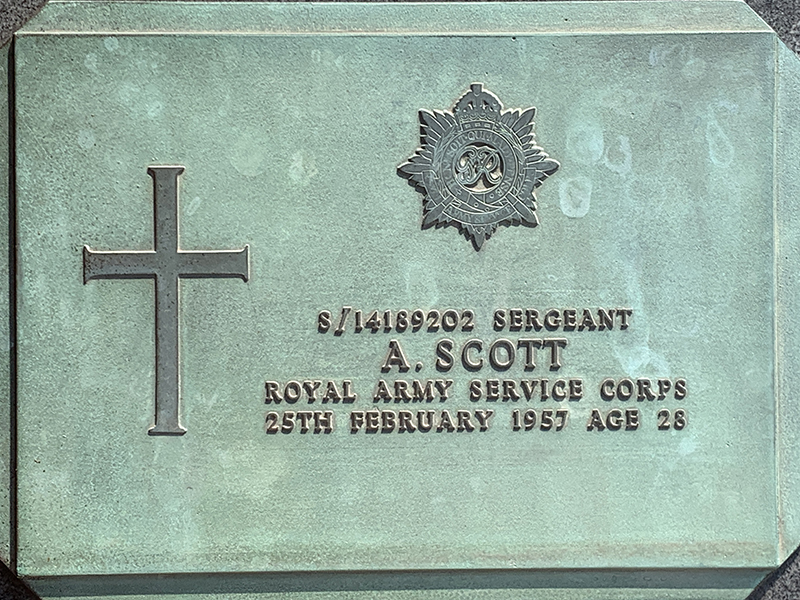 S/14189202 SERGEANT
A. SCOTT
ROYAL ARMY SERVICE CORPS
25TH FEBRUARY 1957 AGE 28